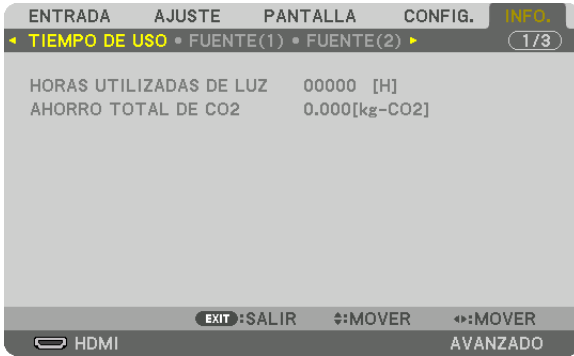 ENTRADA AJUSTE PANTALLA CONFIG. INFO.
TIEMPO DE USO • FUENTE(1) • FUENTE(2) 1/3
HORAS UTILIZADAS DE LUZ 00000 [H]
AHORRO TOTAL DE CO2 0.000[kg-CO2]
EXIT :SALIR :MOVER :MOVER
HDMI AVANZADO